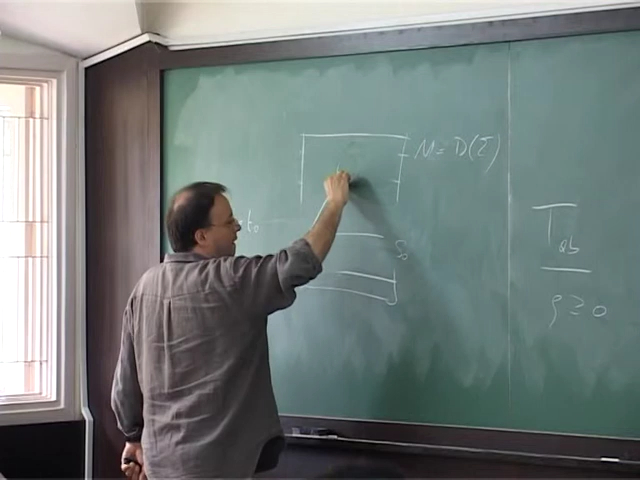 M = D(Σ)
t₀
S₀
T_ab
ρ ≥ 0